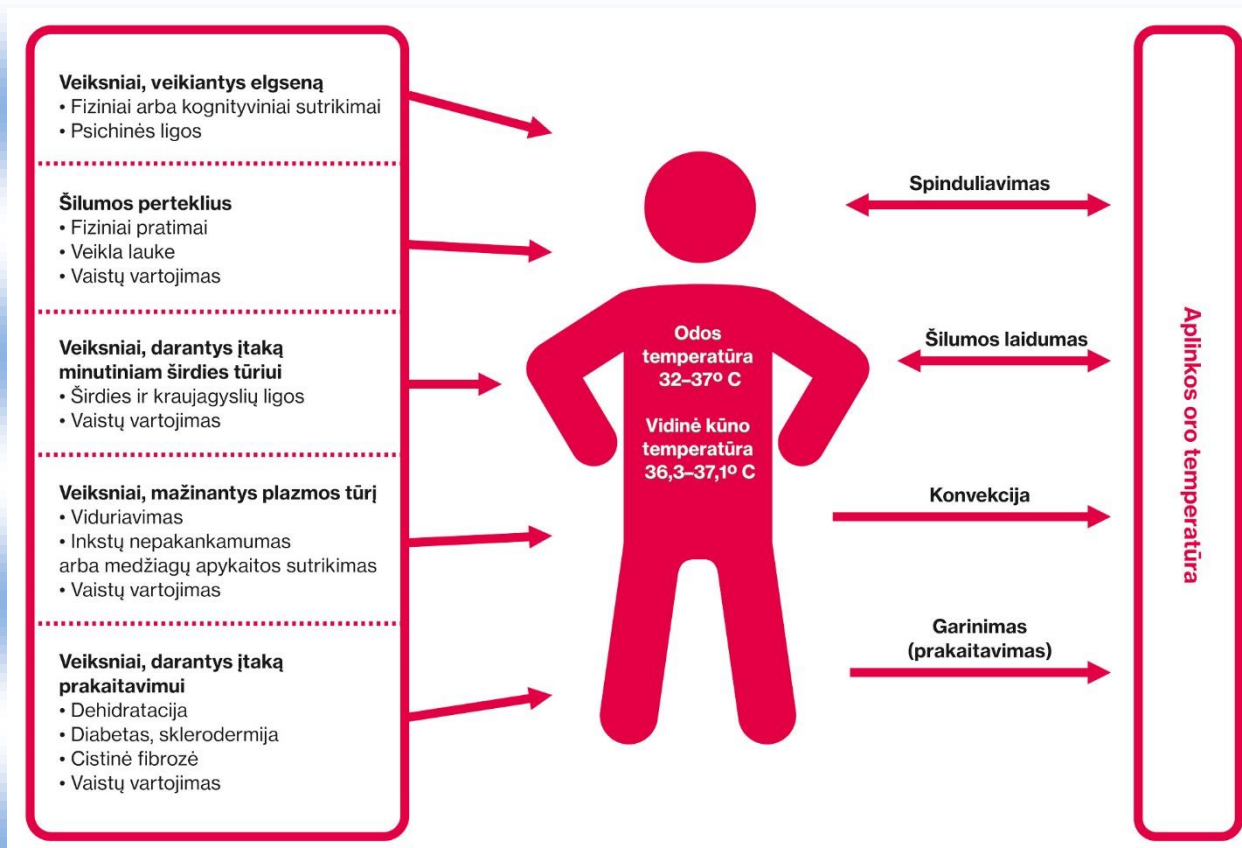 Veiksniai, veikiantys elgseną
• Fiziniai arba kognityviniai sutrikimai
• Psichinės ligos
Šilumos perteklius
• Fiziniai pratimai
• Veikla lauke
• Vaistų vartojimas
Veiksniai, darantys įtaką
minutiniam širdies tūriui
• Širdies ir kraujagyslių ligos
• Vaistų vartojimas
Veiksniai, mažinantys plazmos tūrį
• Viduriavimas
• Inkstų nepakankamumas
arba medžiagų apykaitos sutrikimas
• Vaistų vartojimas
Veiksniai, darantys įtaką
prakaitavimui
• Dehidratacija
• Diabetas, sklerodermija
• Cistinė fibrozė
• Vaistų vartojimas
Odos
temperatūra
32–37º C
Vidinė kūno
temperatūra
36,3–37,1º C
Spinduliavimas
Šilumos laidumas
Konvekcija
Garinimas
(prakaitavimas)
Aplinkos oro temperatūra